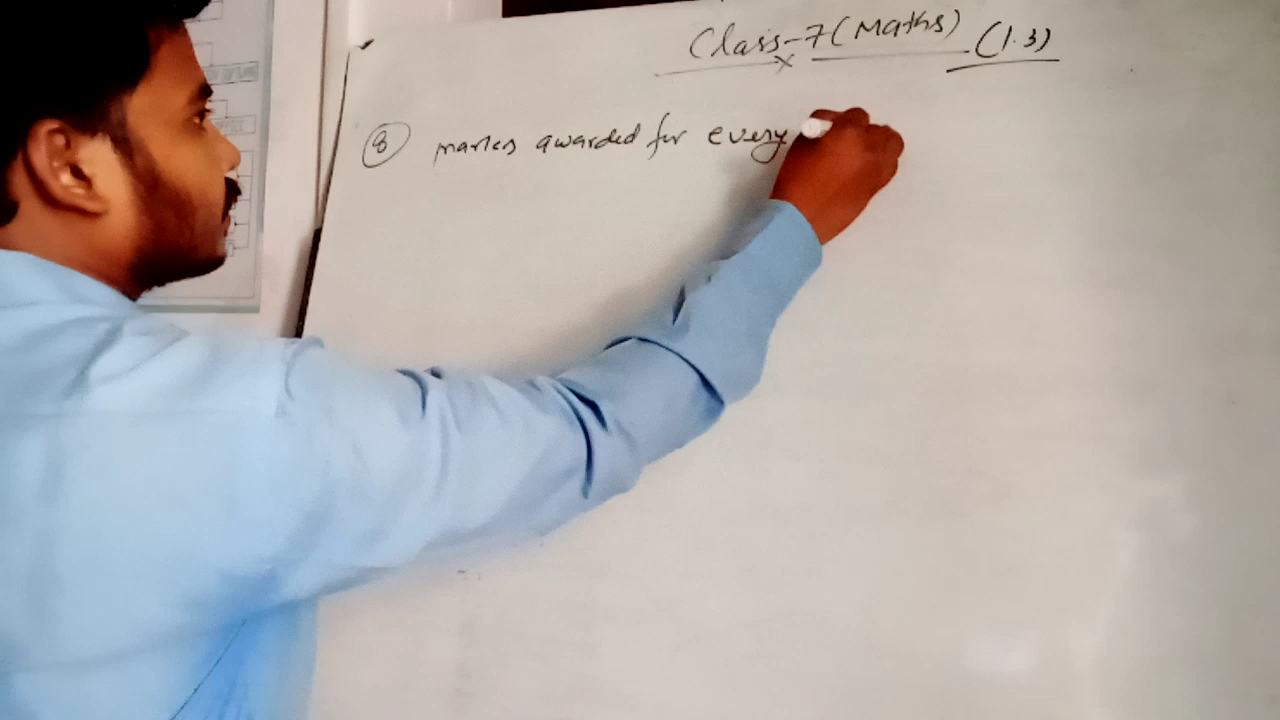 Class-7 (Maths) (1.3)
8 marks awarded for every